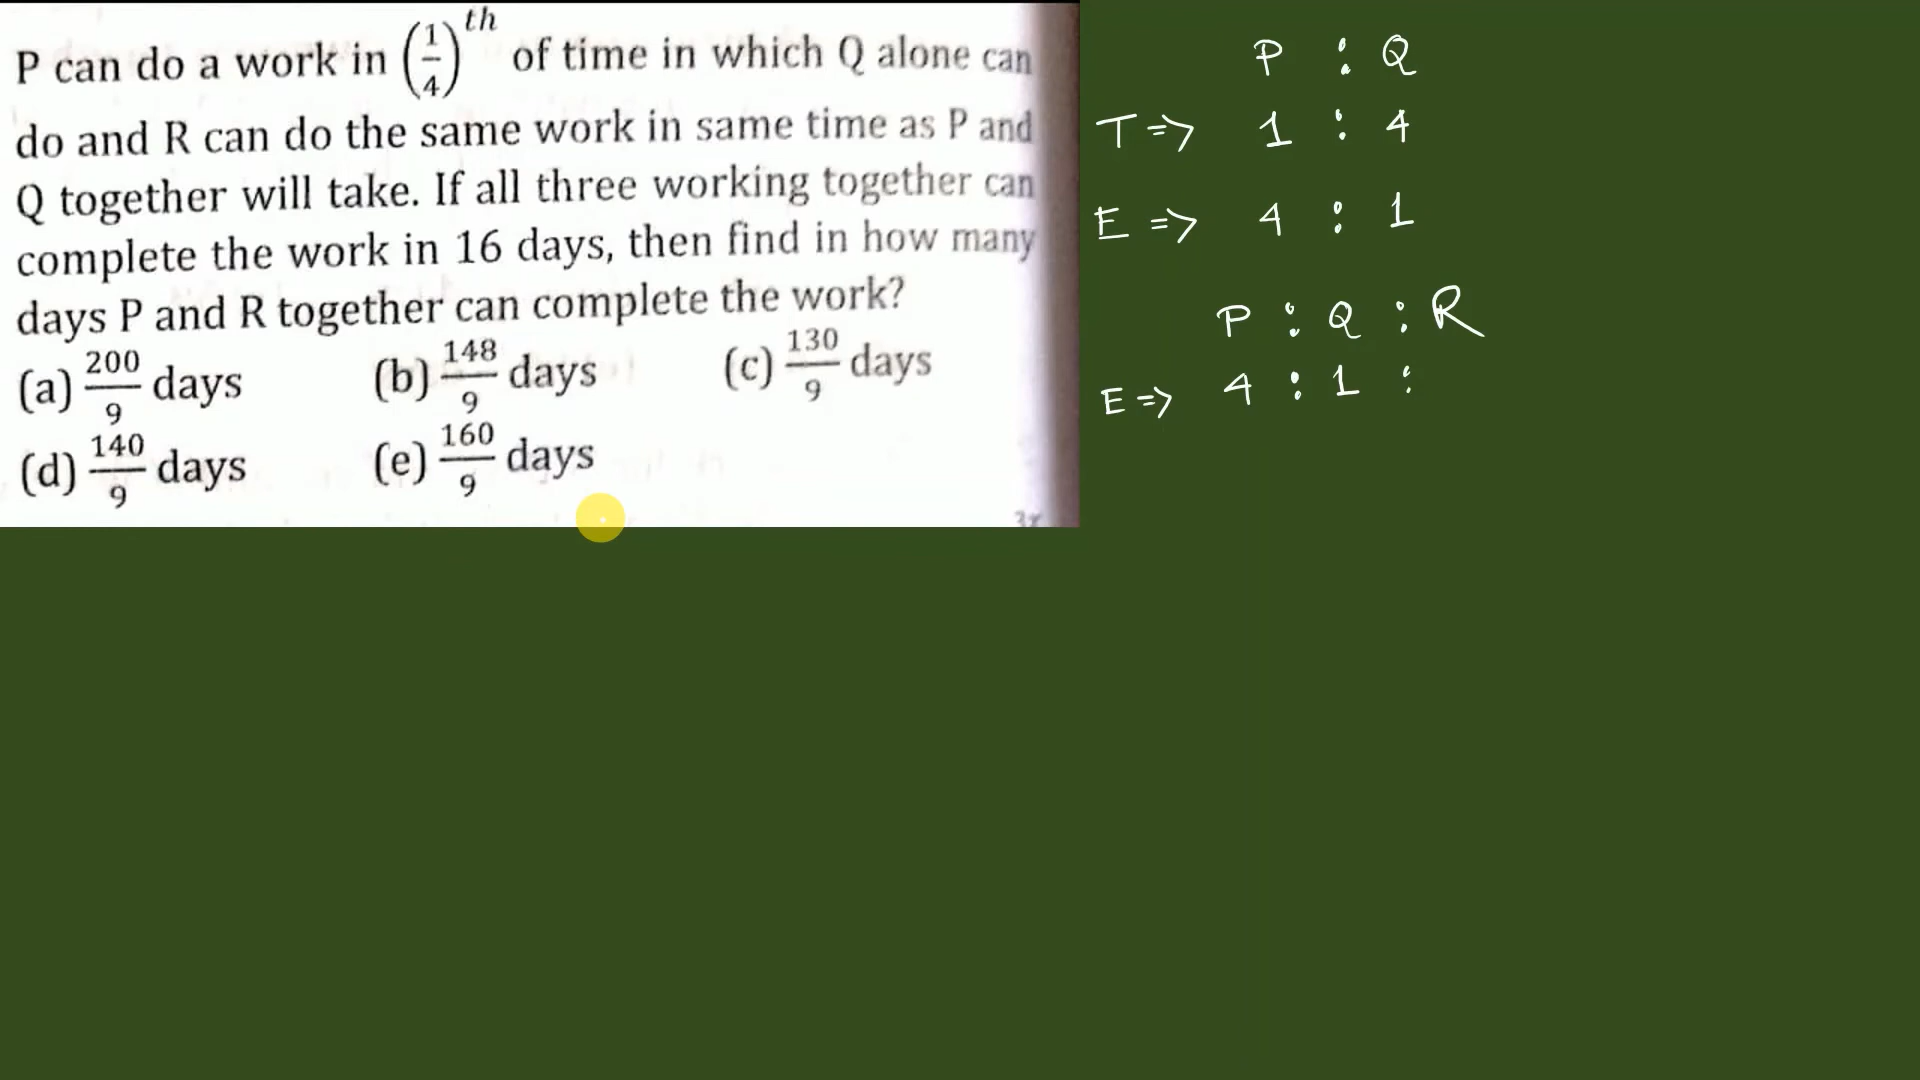 P can do a work in (1/4)^th of time in which Q alone can
do and R can do the same work in same time as P and
Q together will take. If all three working together can
complete the work in 16 days, then find in how many
days P and R together can complete the work?
(a) 200/9 days (b) 148/9 days (c) 130/9 days
(d) 140/9 days (e) 160/9 days
P : Q
T => 1 : 4
E => 4 : 1
P : Q : R
E => 4 : 1 :